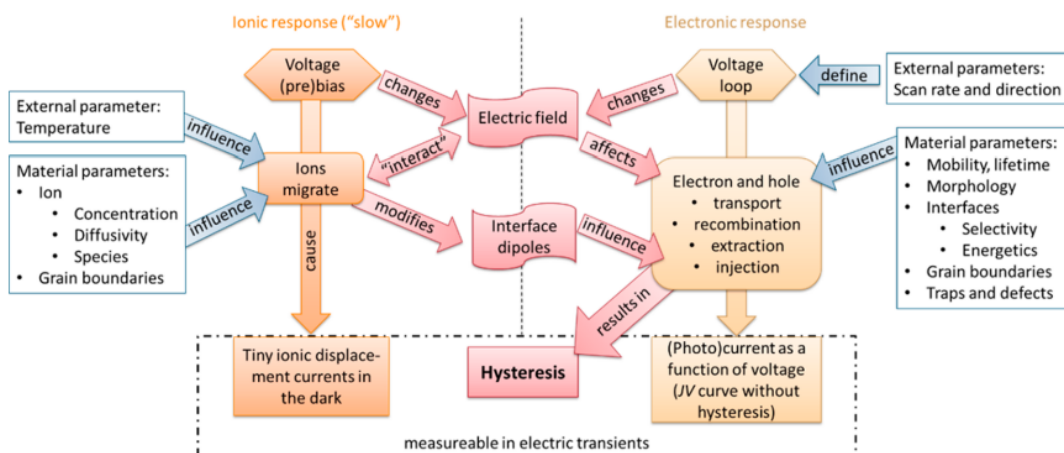 Ionic response (“slow”)
Electronic response
Voltage
(pre)bias
changes
Electric field
changes
Voltage
loop
define
External parameters:
Scan rate and direction
External parameter:
Temperature
influence
“interact”
affects
influence
Ions
migrate
Material parameters:
• Ion
• Concentration
• Diffusivity
• Species
• Grain boundaries
influence
modifies
Interface
dipoles
influence
Electron and hole
• transport
• recombination
• extraction
• injection
Material parameters:
• Mobility, lifetime
• Morphology
• Interfaces
• Selectivity
• Energetics
• Grain boundaries
• Traps and defects
cause
results in
Tiny ionic displace-
ment currents in
the dark
Hysteresis
(Photo)current as a
function of voltage
(JV curve without
hysteresis)
measureable in electric transients